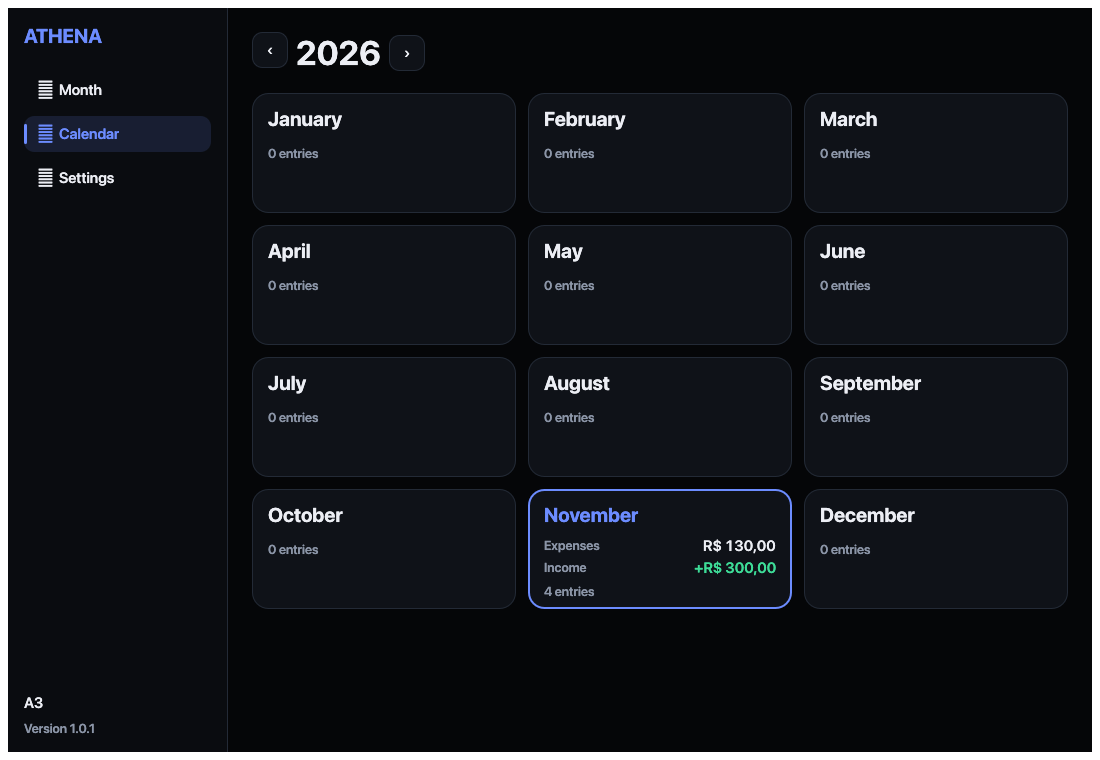 ATHENA
Month
Calendar
Settings
A3
Version 1.0.1
‹ 2026 ›
January
0 entries
February
0 entries
March
0 entries
April
0 entries
May
0 entries
June
0 entries
July
0 entries
August
0 entries
September
0 entries
October
0 entries
November
Expenses R$ 130,00
Income +R$ 300,00
4 entries
December
0 entries